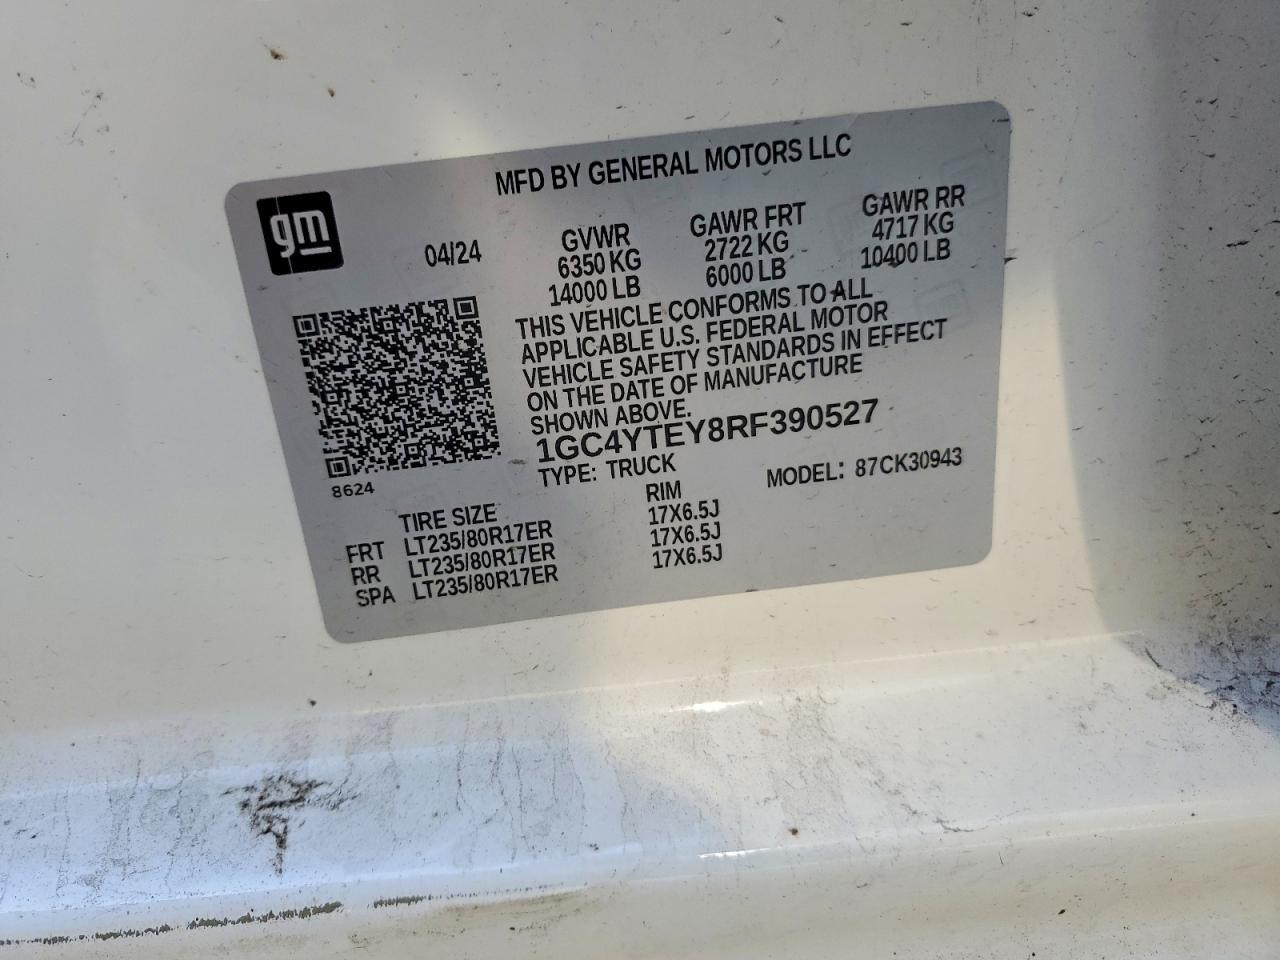 MFD BY GENERAL MOTORS LLC
gm
04/24
GVWR GAWR FRT GAWR RR
6350 KG 2722 KG 4717 KG
14000 LB 6000 LB 10400 LB
THIS VEHICLE CONFORMS TO ALL
APPLICABLE U.S. FEDERAL MOTOR
VEHICLE SAFETY STANDARDS IN EFFECT
ON THE DATE OF MANUFACTURE
SHOWN ABOVE.
1GC4YTEY8RF390527
8624
TYPE: TRUCK MODEL: 87CK30943
TIRE SIZE RIM
FRT LT235/80R17ER 17X6.5J
RR LT235/80R17ER 17X6.5J
SPA LT235/80R17ER 17X6.5J